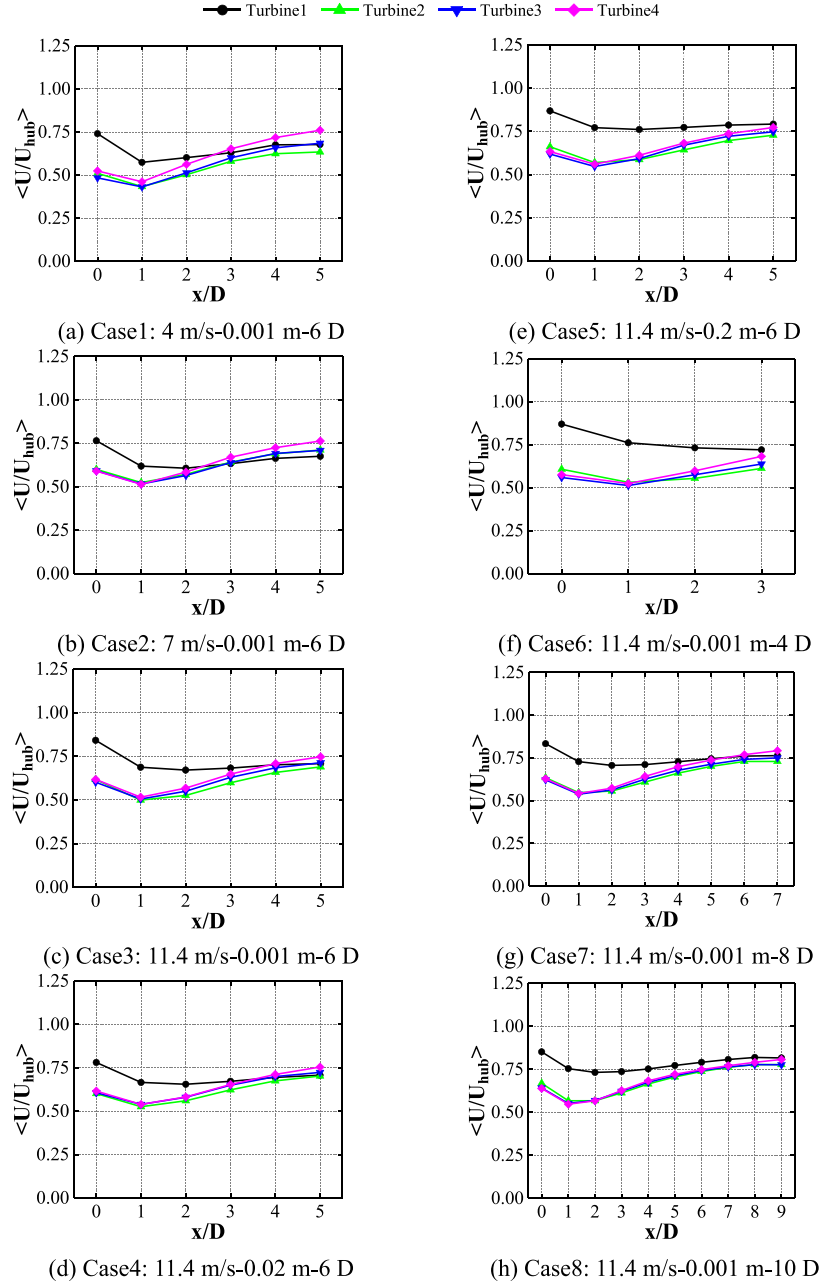 Turbine1 Turbine2 Turbine3 Turbine4
1.25
1.00
0.75
0.50
0.25
0.00
<U/U_hub>
0 1 2 3 4 5
x/D
(a) Case1: 4 m/s-0.001 m-6 D
1.25
1.00
0.75
0.50
0.25
0.00
<U/U_hub>
0 1 2 3 4 5
x/D
(e) Case5: 11.4 m/s-0.2 m-6 D
1.25
1.00
0.75
0.50
0.25
0.00
<U/U_hub>
0 1 2 3 4 5
x/D
(b) Case2: 7 m/s-0.001 m-6 D
1.25
1.00
0.75
0.50
0.25
0.00
<U/U_hub>
0 1 2 3
x/D
(f) Case6: 11.4 m/s-0.001 m-4 D
1.25
1.00
0.75
0.50
0.25
0.00
<U/U_hub>
0 1 2 3 4 5
x/D
(c) Case3: 11.4 m/s-0.001 m-6 D
1.25
1.00
0.75
0.50
0.25
0.00
<U/U_hub>
0 1 2 3 4 5 6 7
x/D
(g) Case7: 11.4 m/s-0.001 m-8 D
1.25
1.00
0.75
0.50
0.25
0.00
<U/U_hub>
0 1 2 3 4 5
x/D
(d) Case4: 11.4 m/s-0.02 m-6 D
1.25
1.00
0.75
0.50
0.25
0.00
<U/U_hub>
0 1 2 3 4 5 6 7 8 9
x/D
(h) Case8: 11.4 m/s-0.001 m-10 D